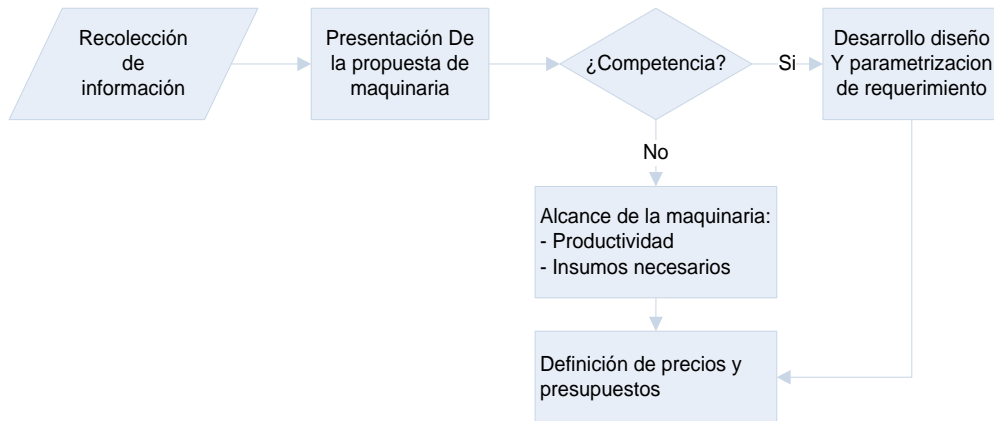 Recolección
de
información
Presentación De
la propuesta de
maquinaria
¿Competencia?
Si
Desarrollo diseño
Y parametrizacion
de requerimiento
No
Alcance de la maquinaria:
- Productividad
- Insumos necesarios
Definición de precios y
presupuestos